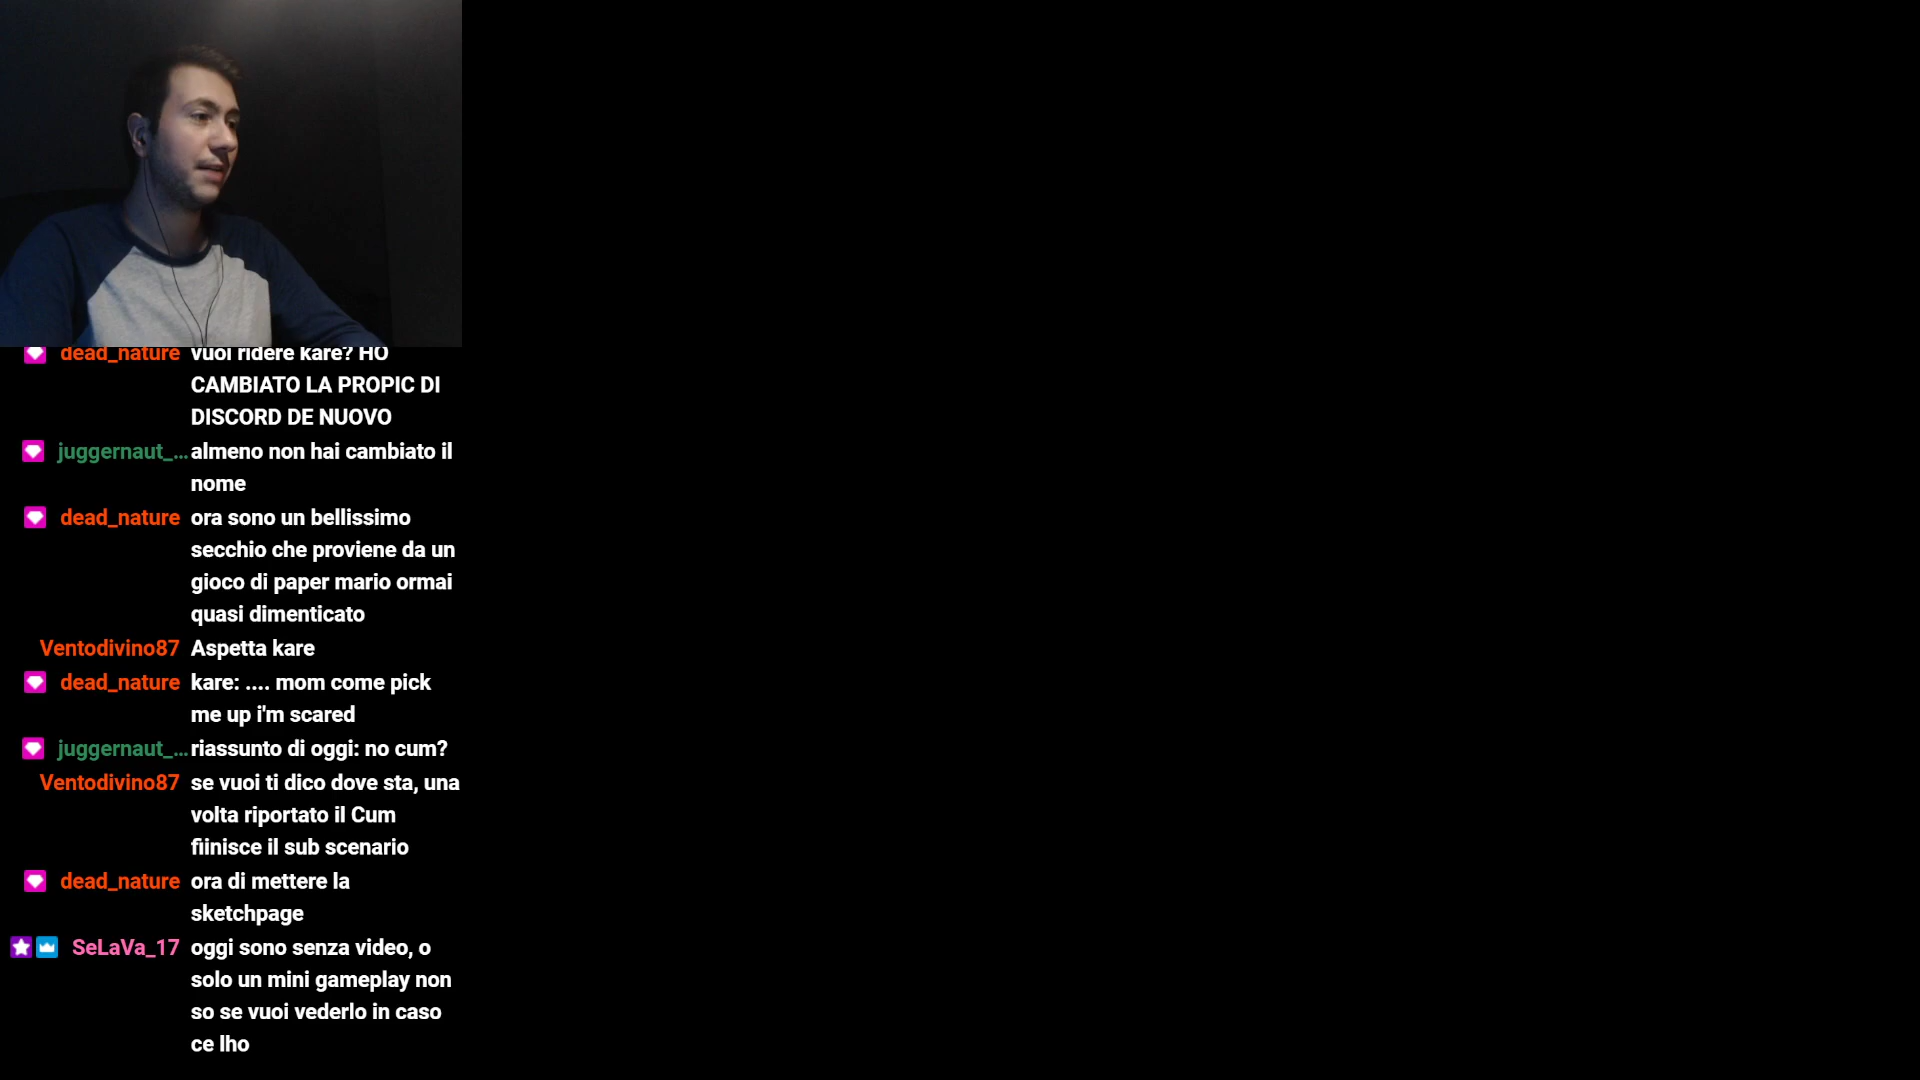 dead_nature vuoi ridere kare? HO
CAMBIATO LA PROPIC DI
DISCORD DE NUOVO
juggernaut_... almeno non hai cambiato il
nome
dead_nature ora sono un bellissimo
secchio che proviene da un
gioco di paper mario ormai
quasi dimenticato
Ventodivino87 Aspetta kare
dead_nature kare: .... mom come pick
me up i'm scared
juggernaut_... riassunto di oggi: no cum?
Ventodivino87 se vuoi ti dico dove sta, una
volta riportato il Cum
fiinisce il sub scenario
dead_nature ora di mettere la
sketchpage
SeLaVa_17 oggi sono senza video, o
solo un mini gameplay non
so se vuoi vederlo in caso
ce lho